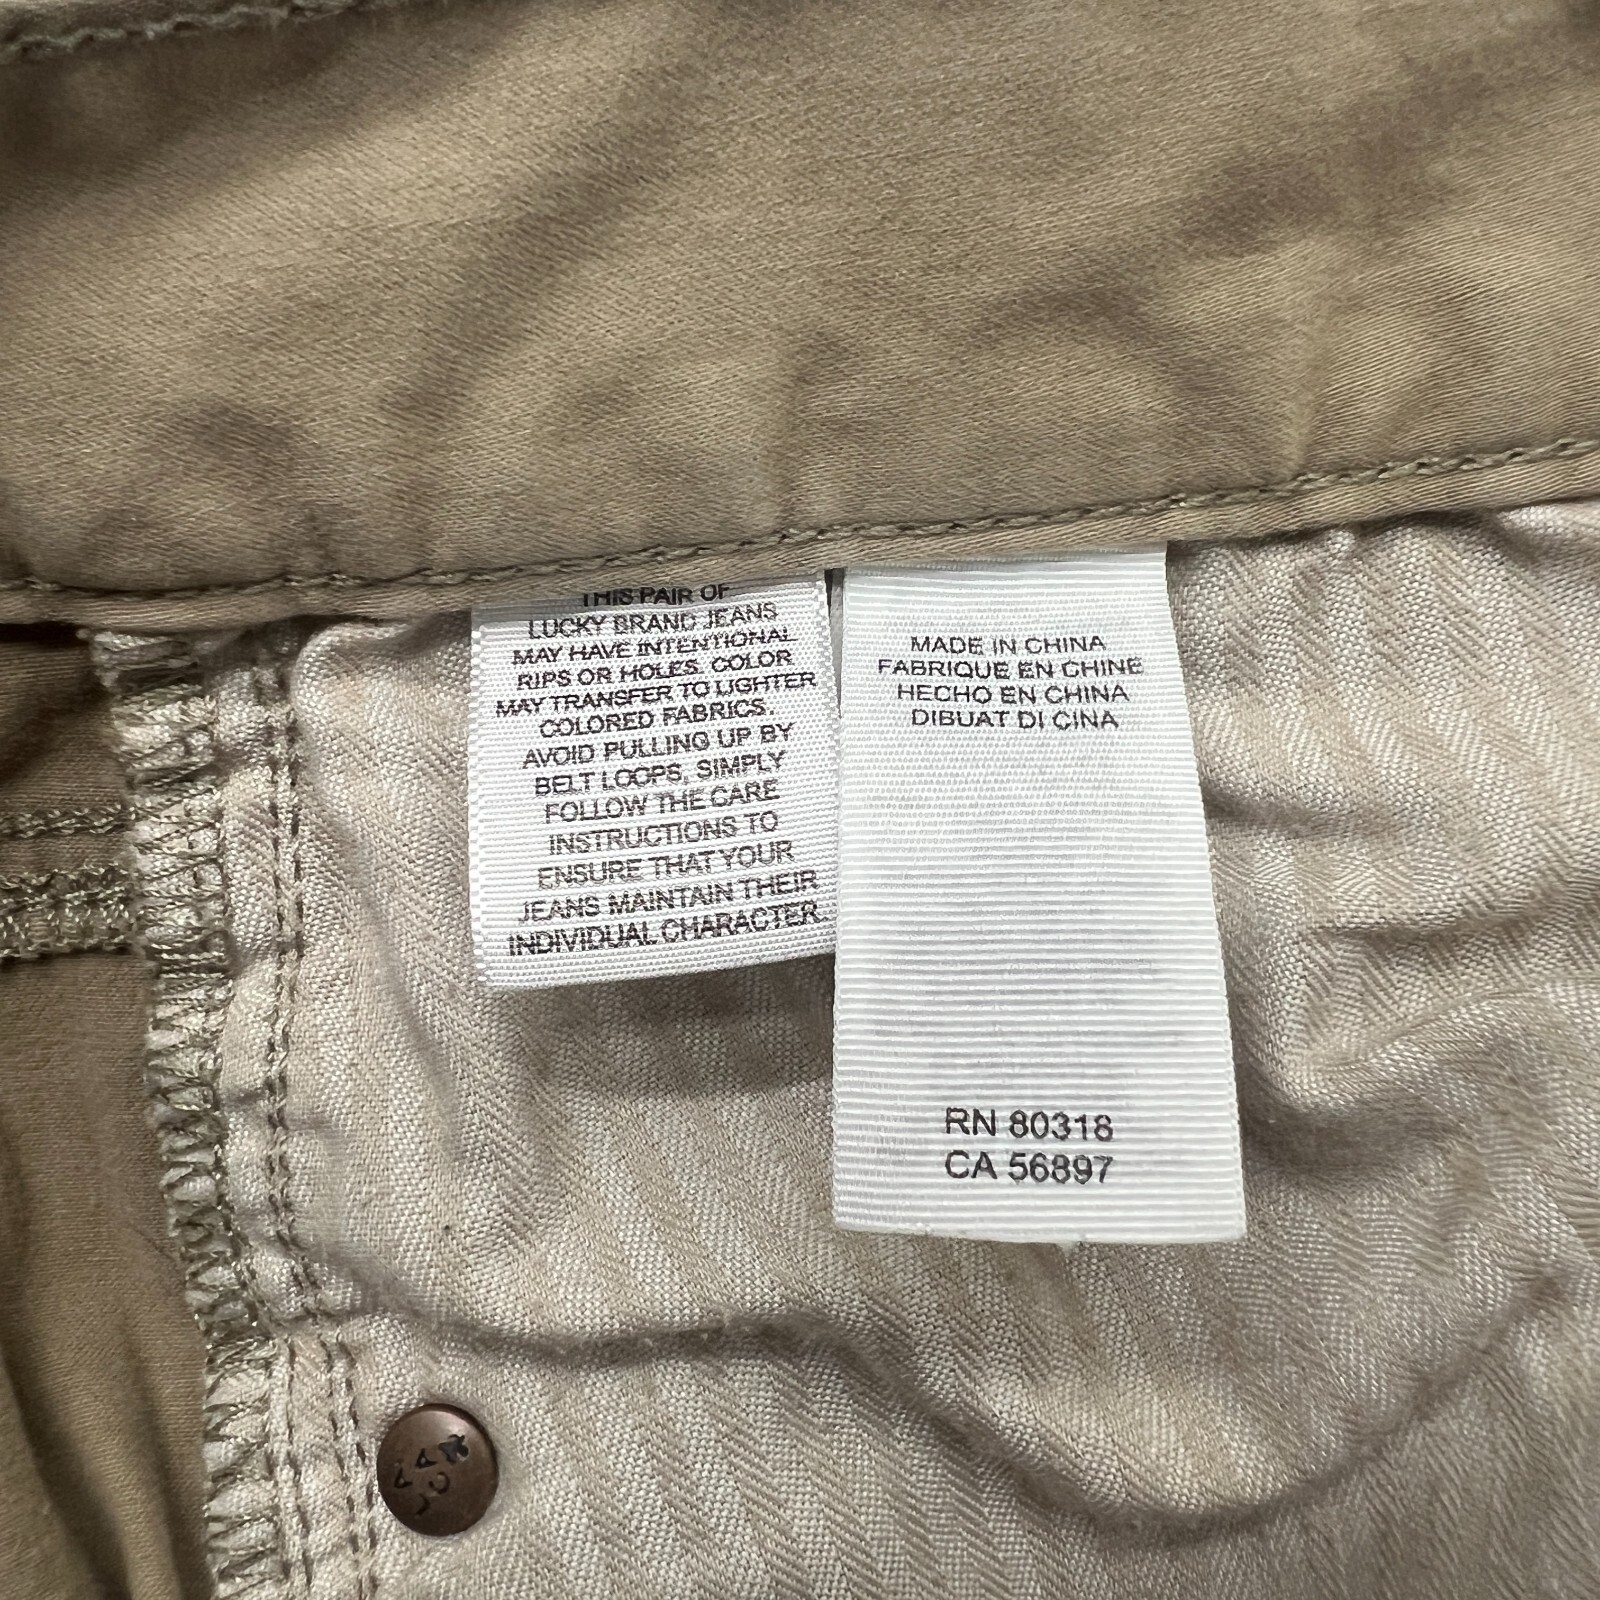 THIS PAIR OF
LUCKY BRAND JEANS
MAY HAVE INTENTIONAL
RIPS OR HOLES. COLOR
MAY TRANSFER TO LIGHTER
COLORED FABRICS.
AVOID PULLING UP BY
BELT LOOPS, SIMPLY
FOLLOW THE CARE
INSTRUCTIONS TO
ENSURE THAT YOUR
JEANS MAINTAIN THEIR
INDIVIDUAL CHARACTER.
MADE IN CHINA
FABRIQUE EN CHINE
HECHO EN CHINA
DIBUAT DI CINA
RN 80318
CA 56897